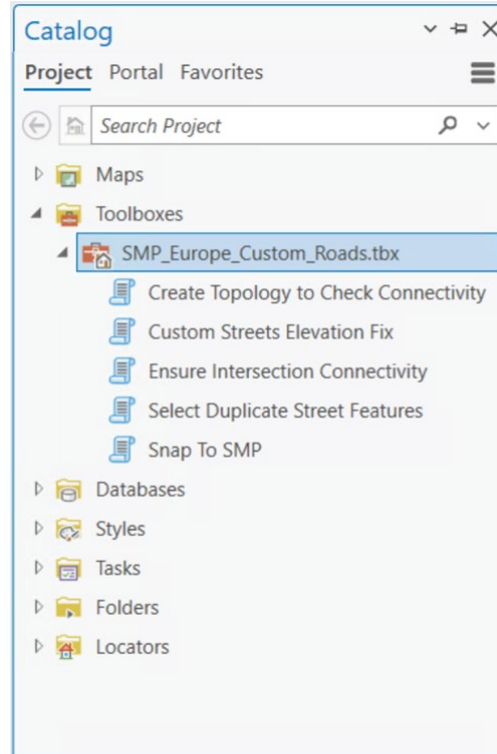 Catalog
Project Portal Favorites
Search Project
Maps
Toolboxes
SMP_Europe_Custom_Roads.tbx
Create Topology to Check Connectivity
Custom Streets Elevation Fix
Ensure Intersection Connectivity
Select Duplicate Street Features
Snap To SMP
Databases
Styles
Tasks
Folders
Locators